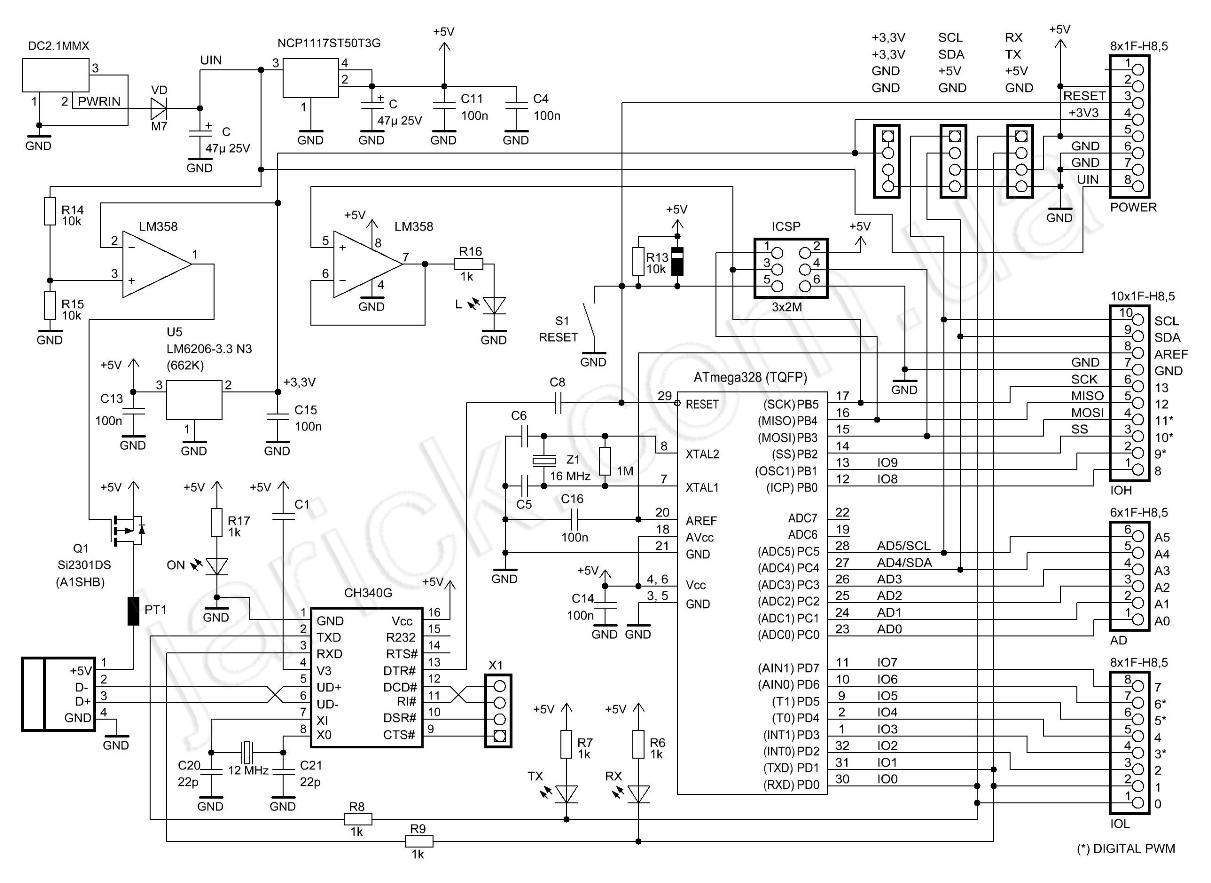 DC2.1MMX
3
1
2
PWRIN
GND
VD
M7
UIN
+
C
47µ 25V
GND
NCP1117ST50T3G
3
4
2
1
GND
+
C
47µ 25V
GND
+5V
C11
100n
GND
C4
100n
GND
+3,3V SCL RX
+3,3V SDA TX
GND +5V +5V
GND GND GND
+5V
8x1F-H8,5
1
2
RESET 3
+3V3 4
5
GND 6
GND 7
UIN 8
GND
POWER
R14
10k
R15
10k
GND
LM358
2
3
1
+5V
LM358
5
6
8
7
4
GND
R16
1k
L
GND
+5V
R13
10k
S1
RESET
GND
ICSP
1 2
3 4
5 6
3x2M
+5V
GND
U5
LM6206-3.3 N3
(662K)
+5V
3
2
1
GND
+3,3V
C13
100n
GND
C15
100n
GND
10x1F-H8,5
10 SCL
9 SDA
8 AREF
GND 7 GND
SCK 6 13
MISO 5 12
MOSI 4 11*
SS 3 10*
2 9*
1 8
IOH
ATmega328 (TQFP)
29 RESET
8 XTAL2
7 XTAL1
20 AREF
18 AVcc
21 GND
4, 6 Vcc
3, 5 GND
(SCK) PB5 17
(MISO) PB4 16
(MOSI) PB3 15
(SS) PB2 14
(OSC1) PB1 13 IO9
(ICP) PB0 12 IO8
ADC7 22
ADC6 19
(ADC5) PC5 28 AD5/SCL
(ADC4) PC4 27 AD4/SDA
(ADC3) PC3 26 AD3
(ADC2) PC2 25 AD2
(ADC1) PC1 24 AD1
(ADC0) PC0 23 AD0
(AIN1) PD7 11 IO7
(AIN0) PD6 10 IO6
(T1) PD5 9 IO5
(T0) PD4 2 IO4
(INT1) PD3 1 IO3
(INT0) PD2 32 IO2
(TXD) PD1 31 IO1
(RXD) PD0 30 IO0
C8
C6
Z1
16 MHz
1M
C5
C16
100n
GND
+5V
C14
100n
GND
GND
6x1F-H8,5
6 A5
5 A4
4 A3
3 A2
2 A1
1 A0
AD
8x1F-H8,5
8 7
7 6*
6 5*
5 4
4 3*
3 2
2 1
1 0
IOL
(*) DIGITAL PWM
+5V
Q1
Si2301DS
(A1SHB)
PT1
+5V
R17
1k
ON
GND
+5V
C1
CH340G
1 GND
2 TXD
3 RXD
4 V3
5 UD+
6 UD-
7 XI
8 X0
Vcc 16
R232 15
RTS# 14
DTR# 13
DCD# 12
RI# 11
DSR# 10
CTS# 9
+5V
X1
+5V 1
D- 2
D+ 3
GND 4
GND
C20
22p
GND
12 MHz
C21
22p
GND
+5V
R7
1k
TX
+5V
R6
1k
RX
R8
1k
R9
1k
jarick.com.ua